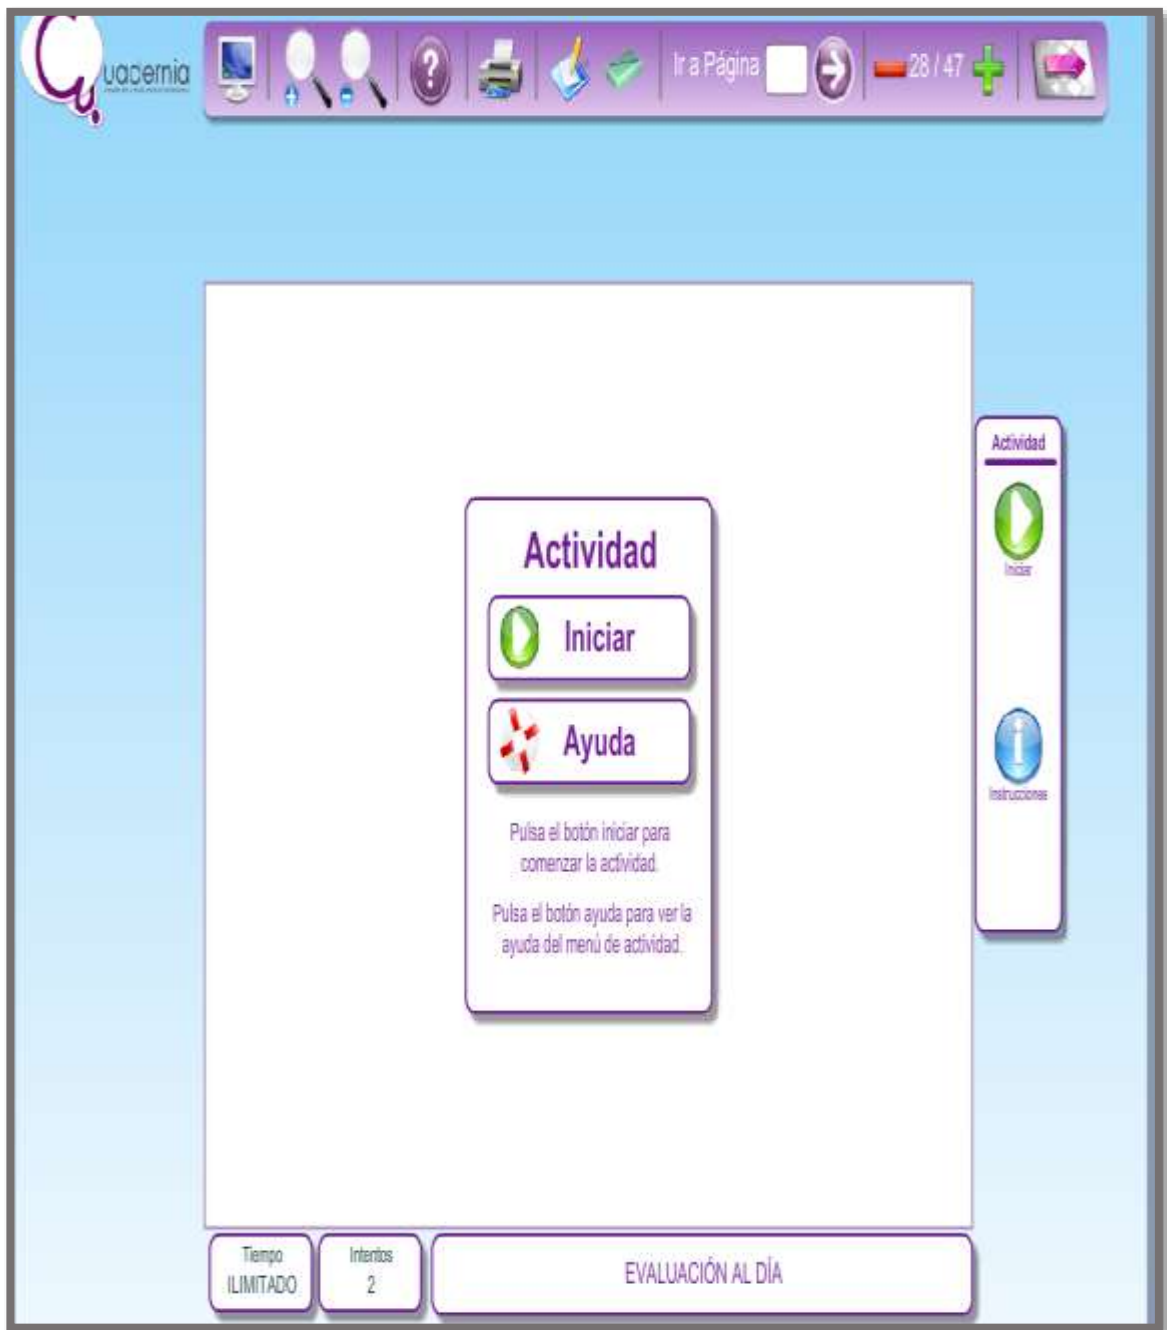 uadernia
Ir a Página
28 / 47
Actividad
Iniciar
Instrucciones
Actividad
Iniciar
Ayuda
Pulsa el botón iniciar para
comenzar la actividad.
Pulsa el botón ayuda para ver la
ayuda del menú de actividad.
Tiempo
ILIMITADO
Intentos
2
EVALUACIÓN AL DÍA